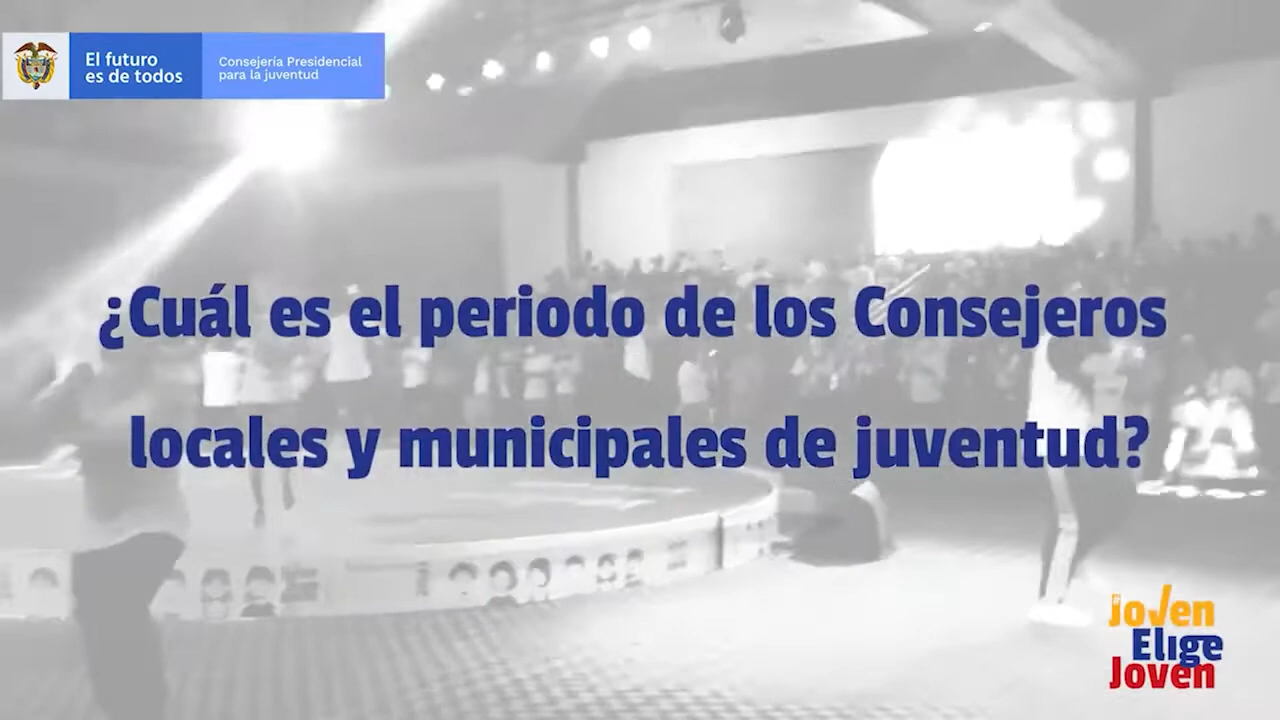 El futuro
es de todos
Consejería Presidencial
para la juventud
¿Cuál es el periodo de los Consejeros
locales y municipales de juventud?
#Joven
Elige
Joven